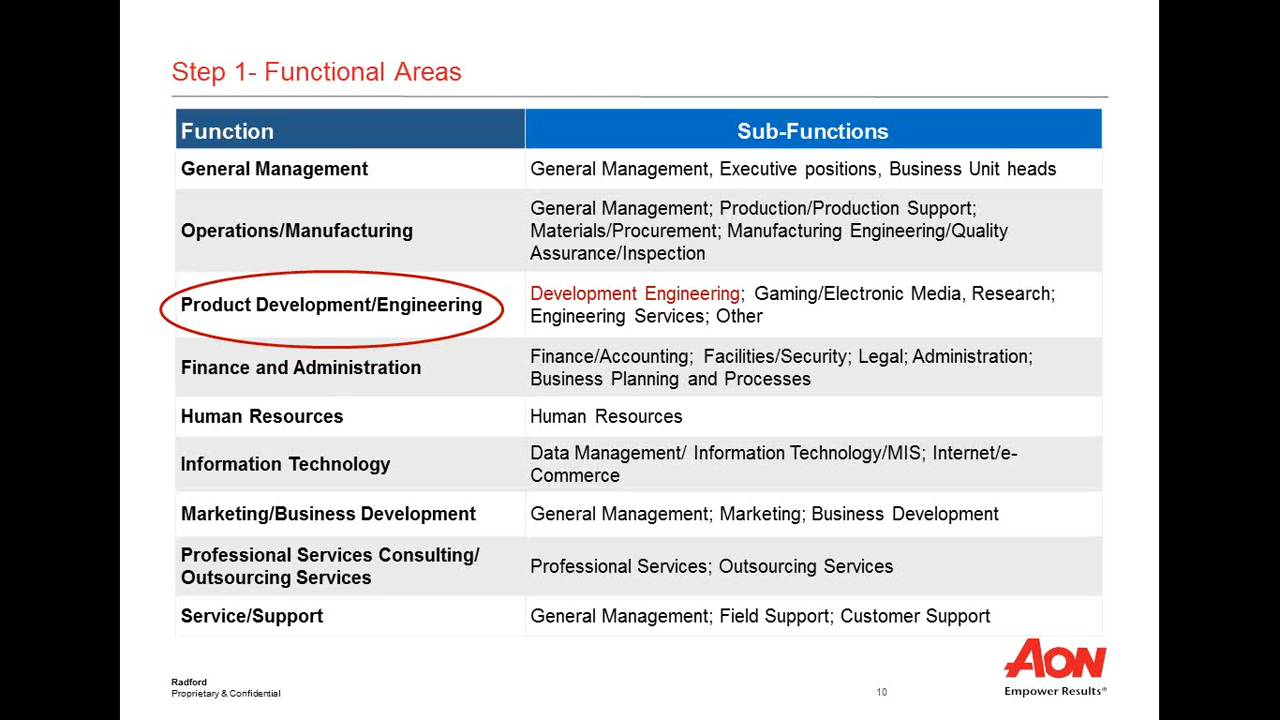 Step 1- Functional Areas
Function
Sub-Functions
General Management
General Management, Executive positions, Business Unit heads
Operations/Manufacturing
General Management; Production/Production Support;
Materials/Procurement; Manufacturing Engineering/Quality
Assurance/Inspection
Product Development/Engineering
Development Engineering; Gaming/Electronic Media, Research;
Engineering Services; Other
Finance and Administration
Finance/Accounting; Facilities/Security; Legal; Administration;
Business Planning and Processes
Human Resources
Human Resources
Information Technology
Data Management/ Information Technology/MIS; Internet/e-
Commerce
Marketing/Business Development
General Management; Marketing; Business Development
Professional Services Consulting/
Outsourcing Services
Professional Services; Outsourcing Services
Service/Support
General Management; Field Support; Customer Support
Radford
Proprietary & Confidential
10
AON
Empower Results®